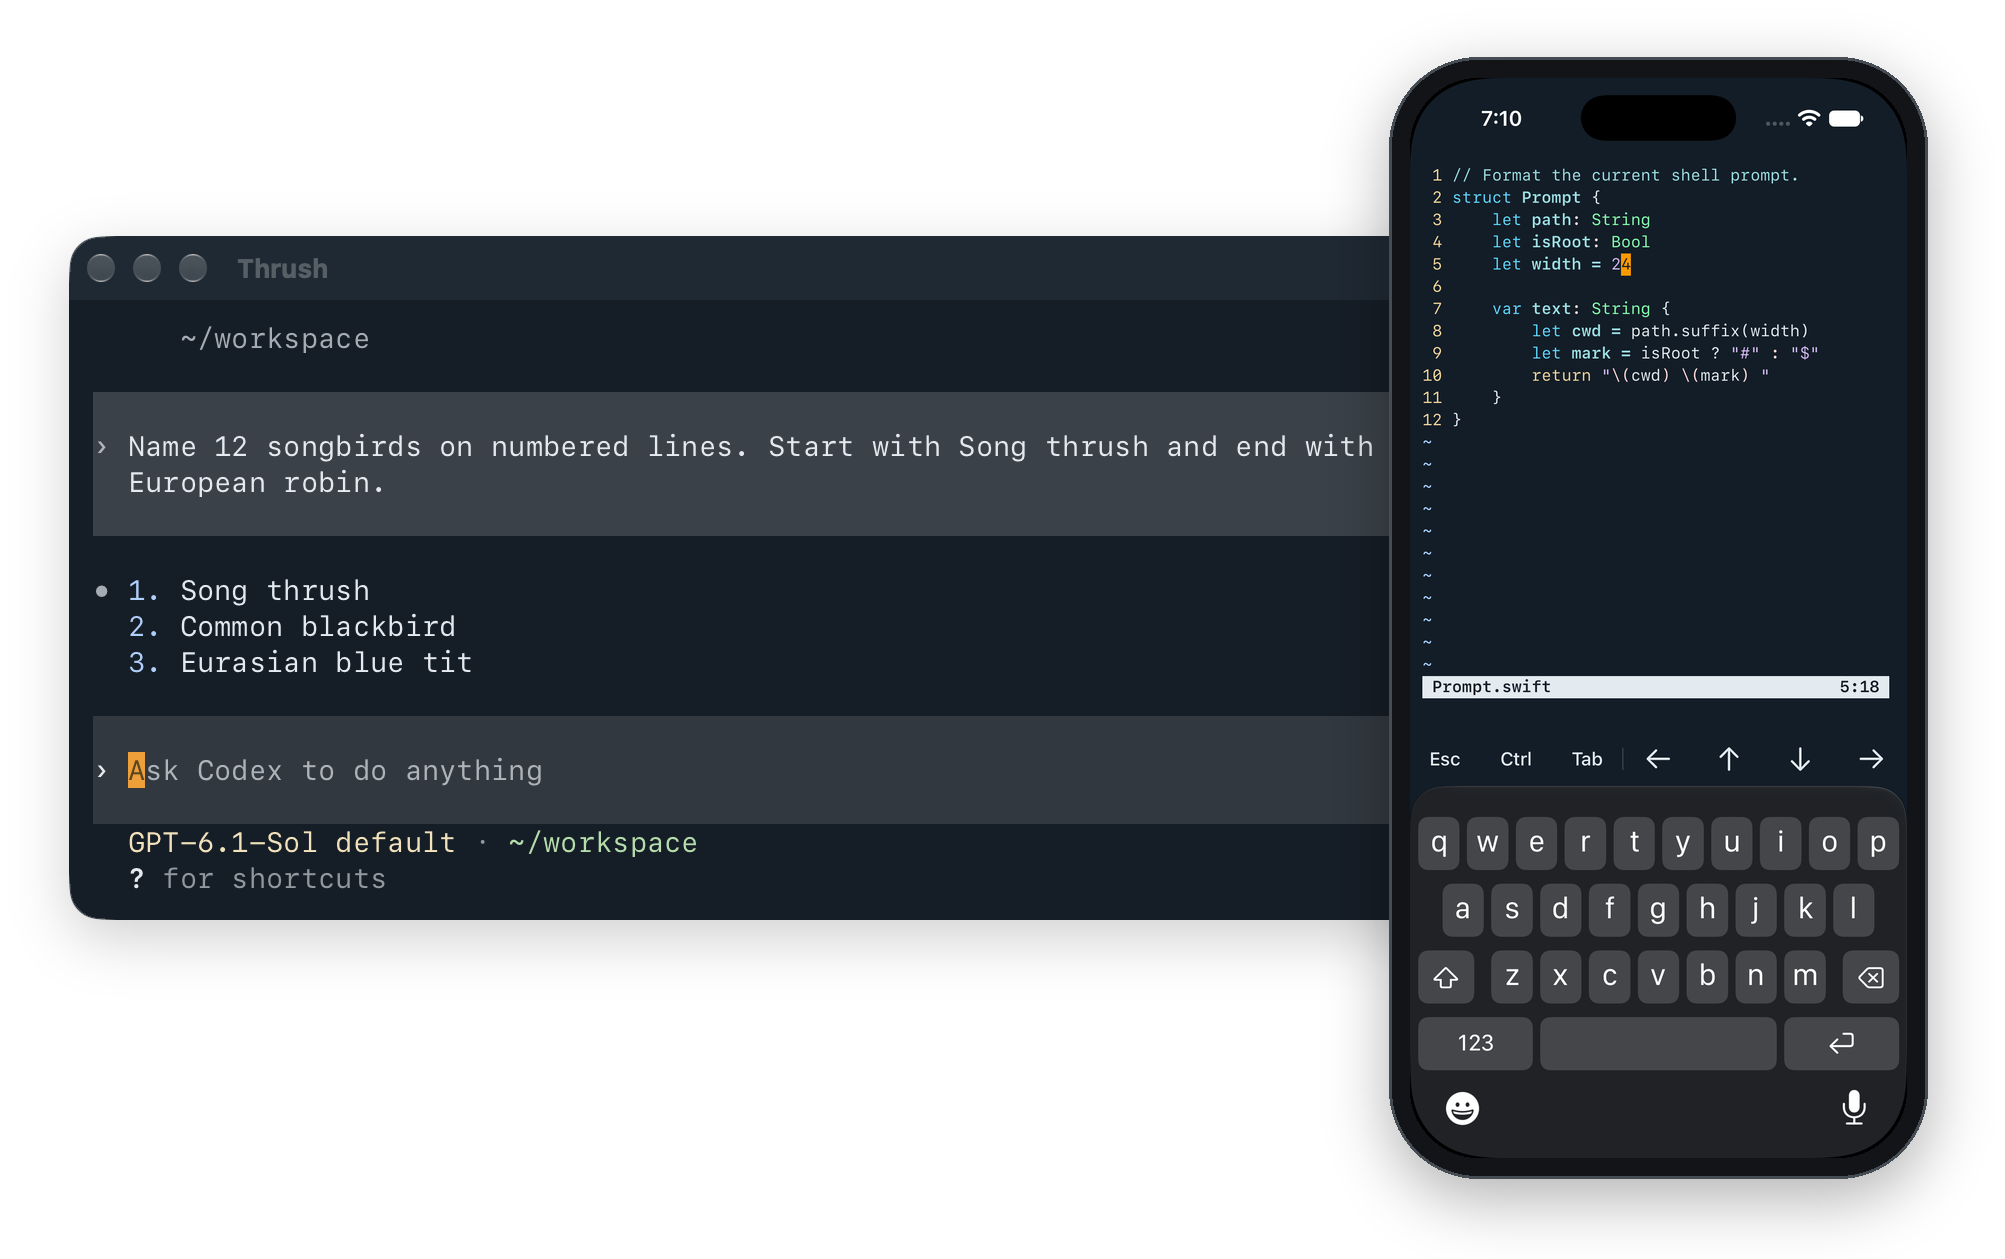 Thrush
~/workspace
› Name 12 songbirds on numbered lines. Start with Song thrush and end with
European robin.
• 1. Song thrush
2. Common blackbird
3. Eurasian blue tit
› Ask Codex to do anything
GPT-6.1-Sol default · ~/workspace
? for shortcuts
7:10
1 // Format the current shell prompt.
2 struct Prompt {
3     let path: String
4     let isRoot: Bool
5     let width = 24
6
7     var text: String {
8         let cwd = path.suffix(width)
9         let mark = isRoot ? "#" : "$"
10         return "\(cwd) \(mark) "
11     }
12 }
~
~
~
~
~
~
~
~
~
~
~
Prompt.swift 5:18
Esc Ctrl Tab ← ↑ ↓ →
q w e r t y u i o p
a s d f g h j k l
z x c v b n m
123